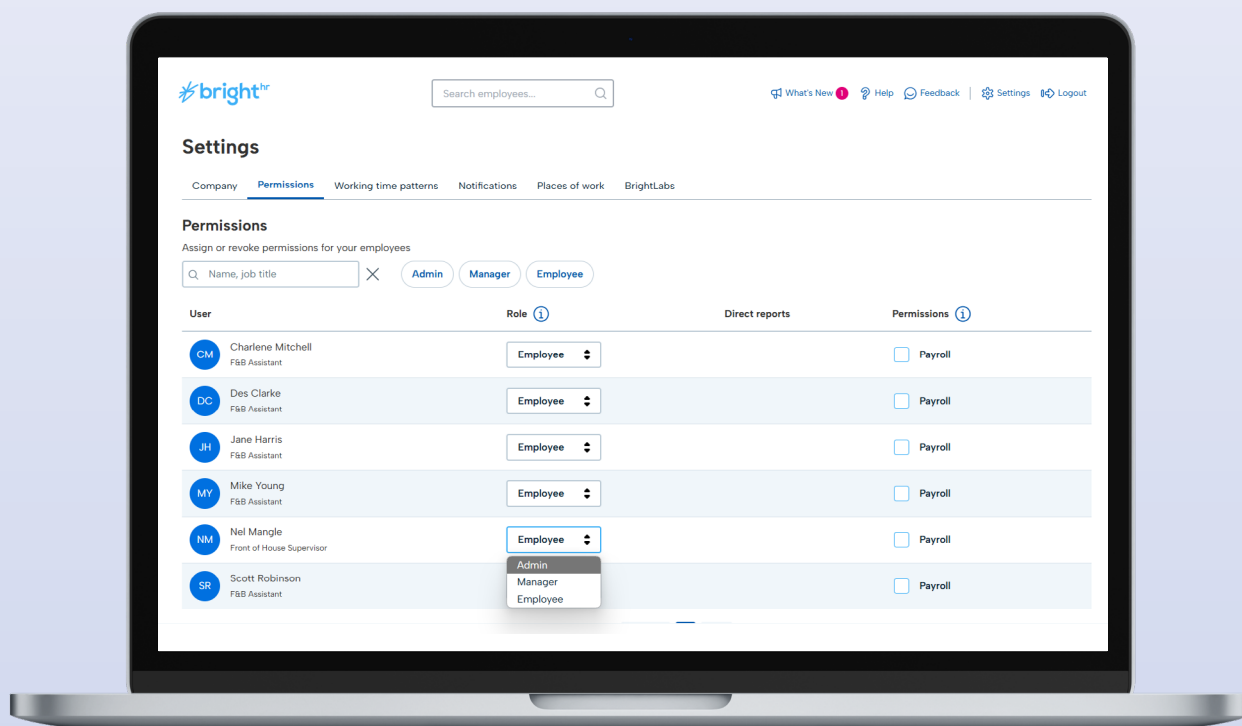 brighthr
Search employees...
What's New 1 Help Feedback Settings Logout
Settings
Company Permissions Working time patterns Notifications Places of work BrightLabs
Permissions
Assign or revoke permissions for your employees
Name, job title Admin Manager Employee
User Role i Direct reports Permissions i
CM Charlene Mitchell
F&B Assistant
Employee Payroll
DC Des Clarke
F&B Assistant
Employee Payroll
JH Jane Harris
F&B Assistant
Employee Payroll
MY Mike Young
F&B Assistant
Employee Payroll
NM Nel Mangle
Front of House Supervisor
Employee Payroll
Admin
Manager
Employee
SR Scott Robinson
F&B Assistant
Payroll